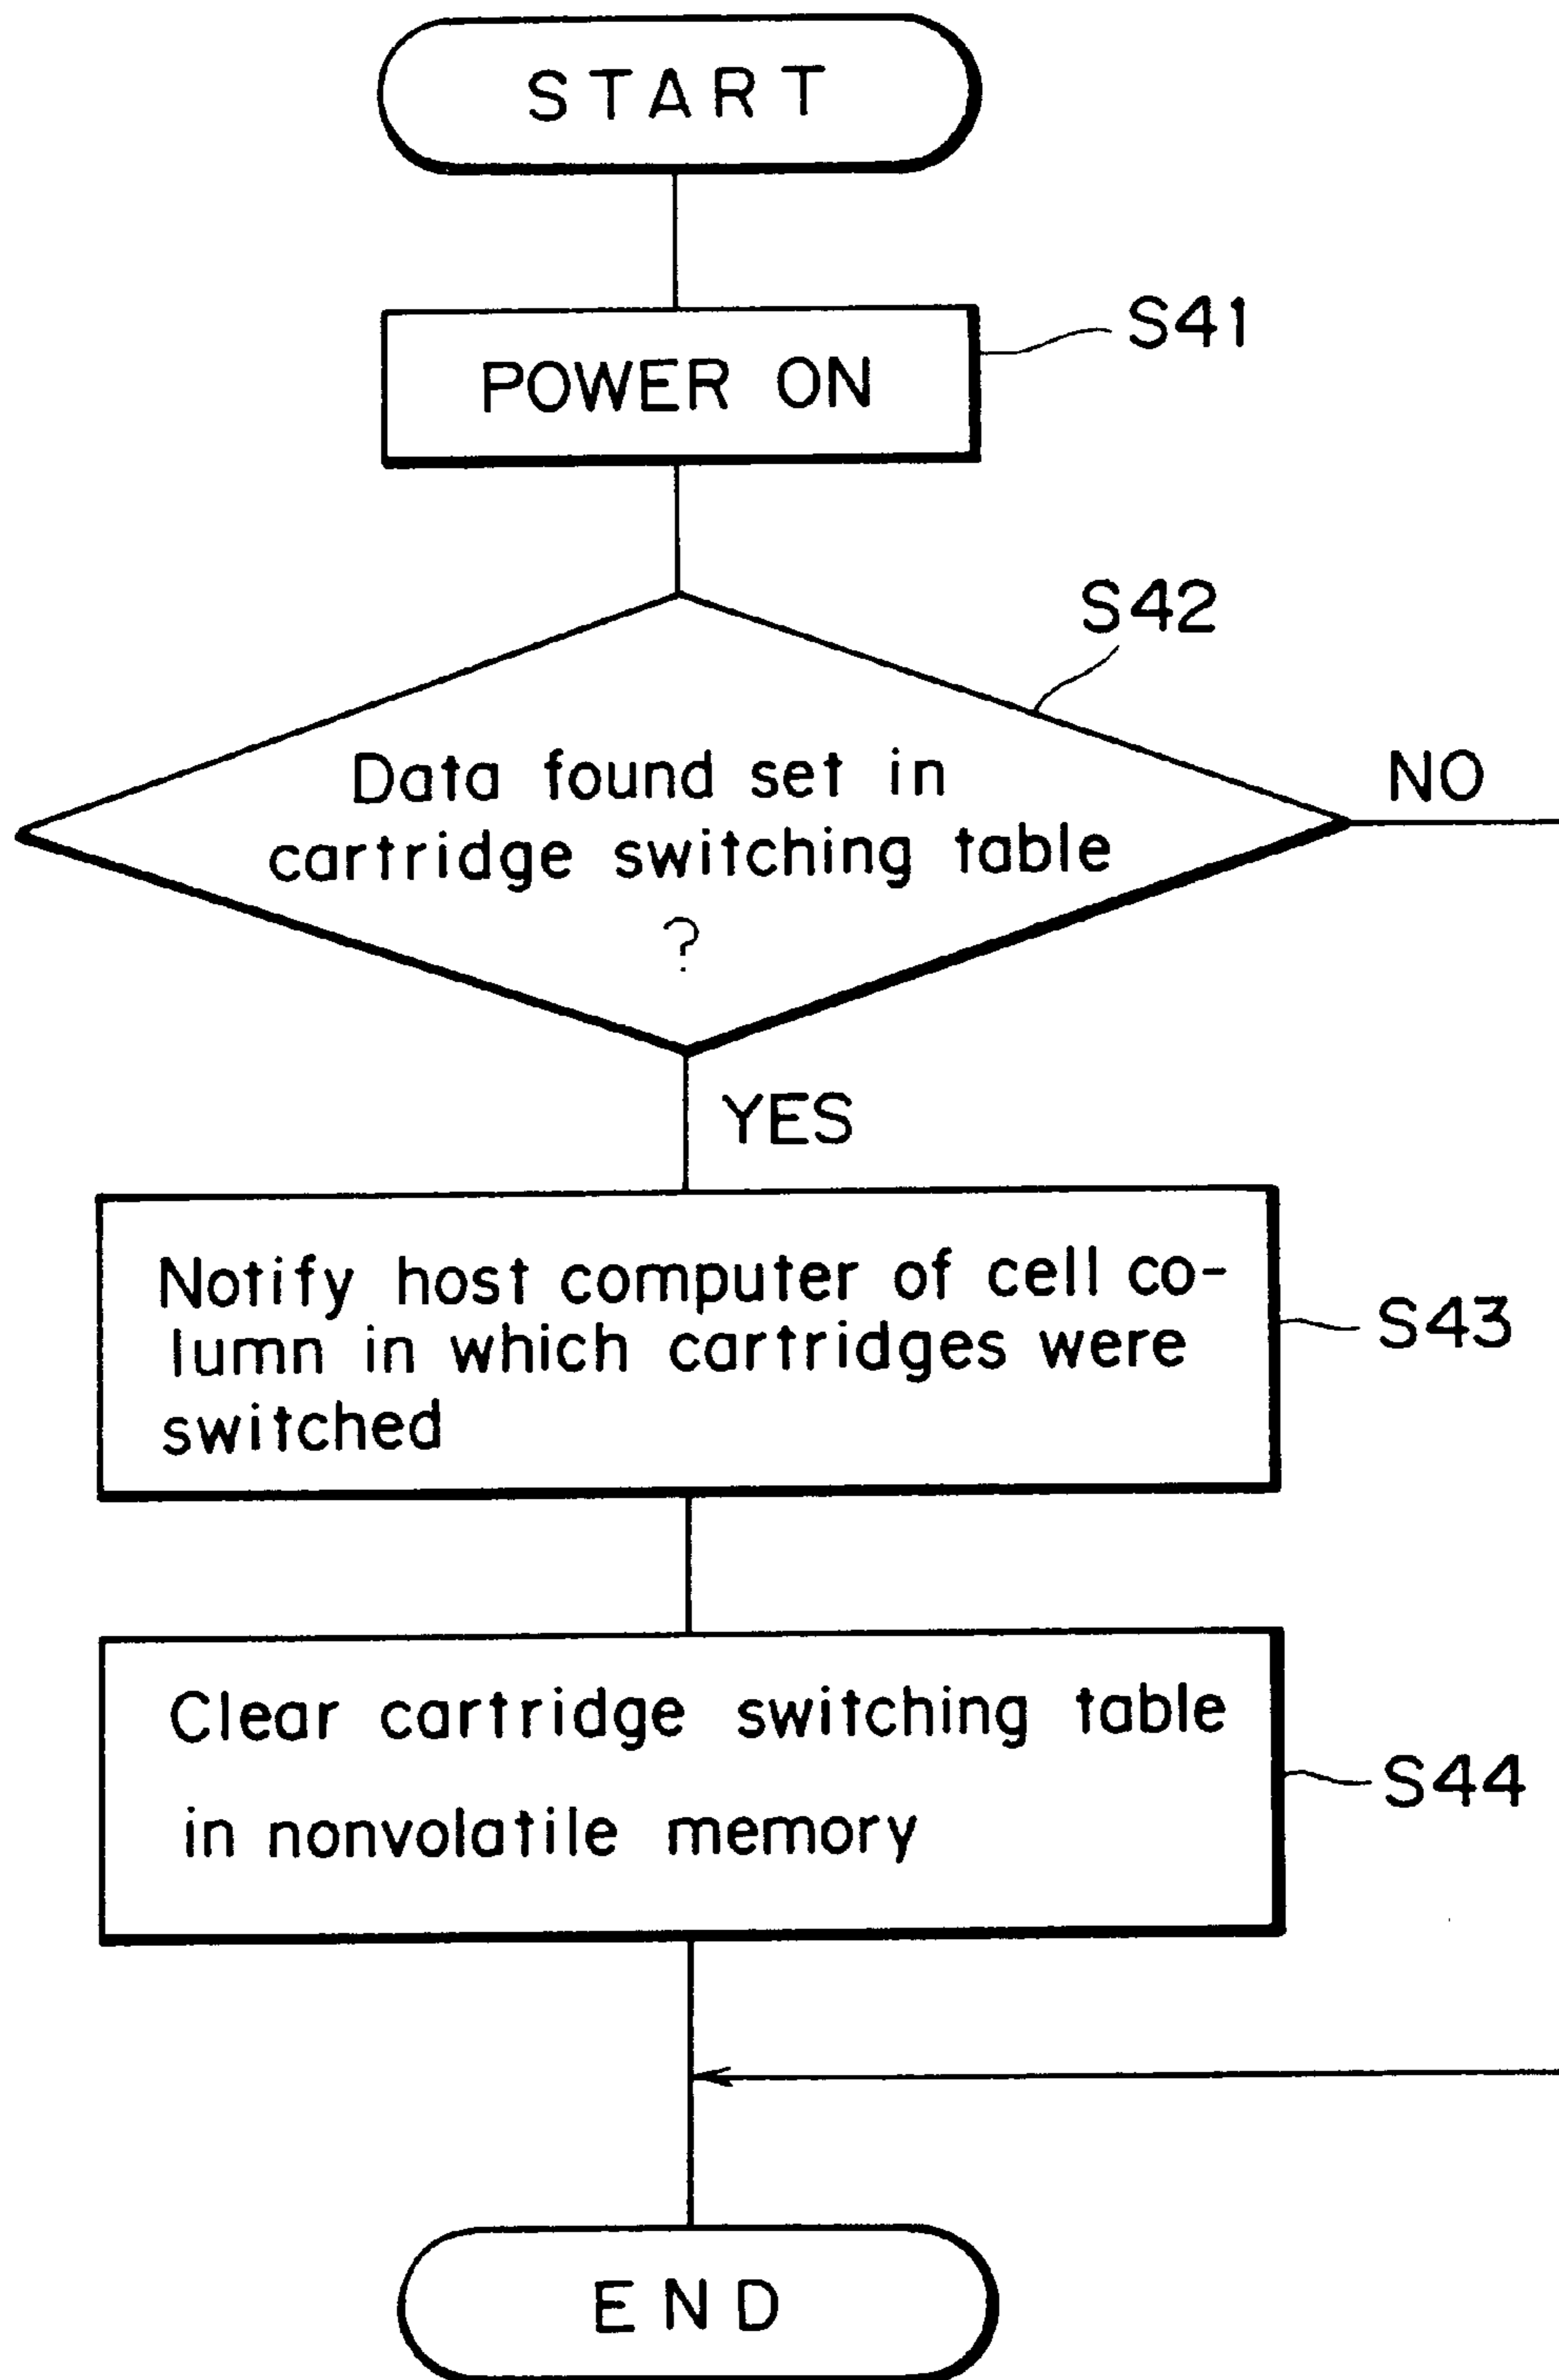 START
POWER ON
S41
S42
Data found set in
cartridge switching table
?
NO
YES
Notify host computer of cell co-
lumn in which cartridges were
switched
S43
Clear cartridge switching table
in nonvolatile memory
S44
END